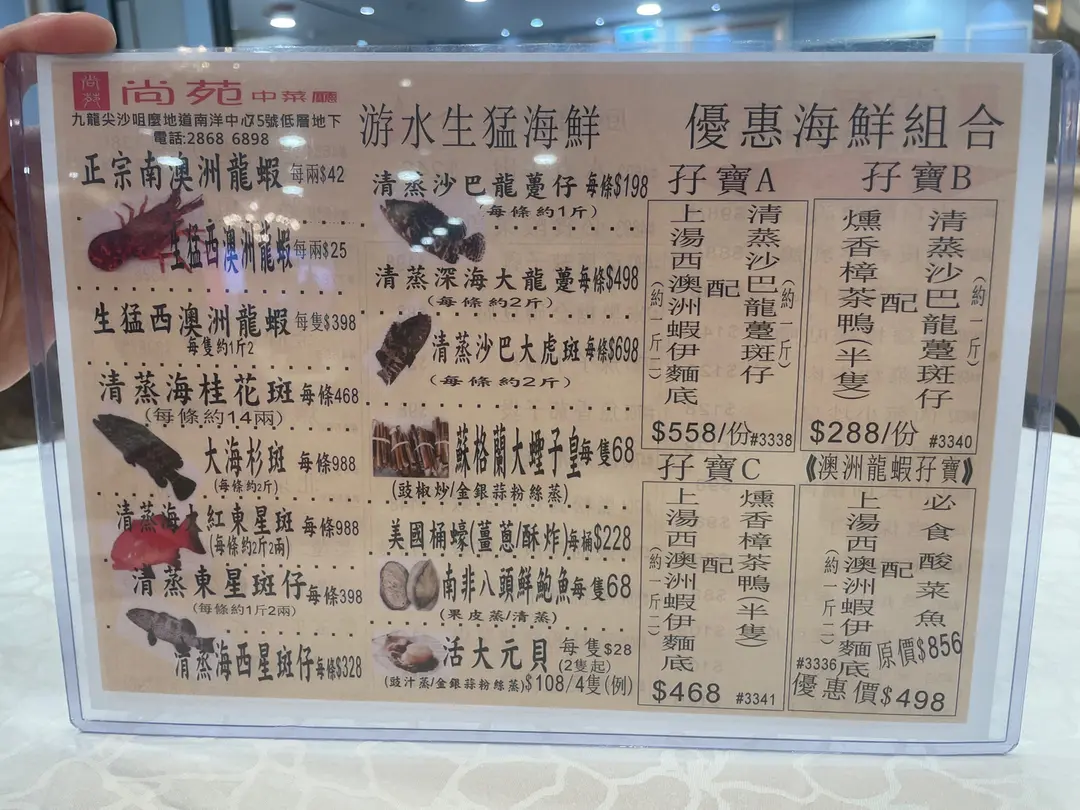 尚苑
尚苑中菜廳
九龍尖沙咀麼地道南洋中心5號低層地下
電話:2868 6898
游水生猛海鮮
優惠海鮮組合
正宗南澳洲龍蝦 每兩$42
生猛西澳洲龍蝦 每兩$25
生猛西澳洲龍蝦 每隻$398
每隻約1斤2
清蒸海桂花斑 每條468
(每條約14兩)
大海杉斑 每條988
(每條約2斤)
清蒸海大紅東星斑 每條988
(每條約2斤2兩)
清蒸東星斑仔 每條398
(每條約1斤2兩)
清蒸海西星斑仔 每條$328
清蒸沙巴龍躉仔 每條$198
(每條約1斤)
清蒸深海大龍躉 每條$498
(每條約2斤)
清蒸沙巴大虎斑 每條$698
(每條約2斤)
蘇格蘭大蟶子皇 每隻68
(豉椒炒/金銀蒜粉絲蒸)
美國桶蠔(薑蔥/酥炸)每桶$228
南非八頭鮮鮑魚 每隻68
(果皮蒸/清蒸)
活大元貝 每隻$28
(2隻起)
(豉汁蒸/金銀蒜粉絲蒸)$108/4隻(例)
孖寶A
清蒸沙巴龍躉斑仔
(約一斤)
配
上湯西澳洲蝦伊麵底
(約一斤二)
$558/份 #3338
孖寶B
清蒸沙巴龍躉斑仔
(約一斤)
配
燻香樟茶鴨(半隻)
$288/份 #3340
孖寶C
燻香樟茶鴨(半隻)
配
上湯西澳洲蝦伊麵底
(約一斤二)
$468 #3341
《澳洲龍蝦孖寶》
必食酸菜魚
配
上湯西澳洲蝦伊麵底
(約一斤二)
#3336
原價$856
優惠價$498